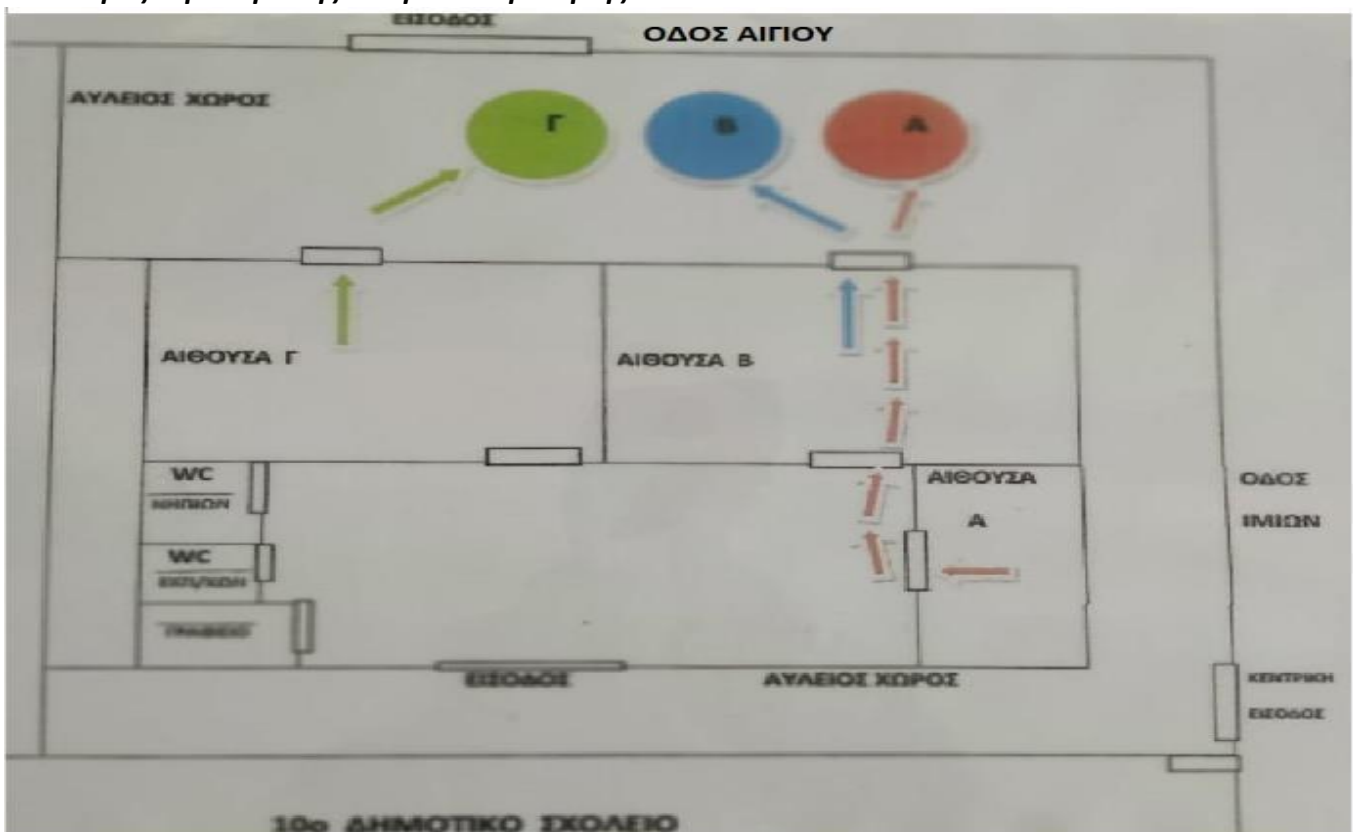 ΕΙΣΟΔΟΣ
ΟΔΟΣ ΑΙΓΙΟΥ
ΑΥΛΕΙΟΣ ΧΩΡΟΣ
Γ
Β
Α
ΑΙΘΟΥΣΑ Γ
ΑΙΘΟΥΣΑ Β
WC
ΝΗΠΙΩΝ
ΑΙΘΟΥΣΑ
Α
ΟΔΟΣ
ΙΜΙΩΝ
WC
ΓΡΑΦΕΙΟ
ΕΙΣΟΔΟΣ
ΑΥΛΕΙΟΣ ΧΩΡΟΣ
ΚΕΝΤΡΙΚΗ
ΕΙΣΟΔΟΣ
10ο ΔΗΜΟΤΙΚΟ ΣΧΟΛΕΙΟ